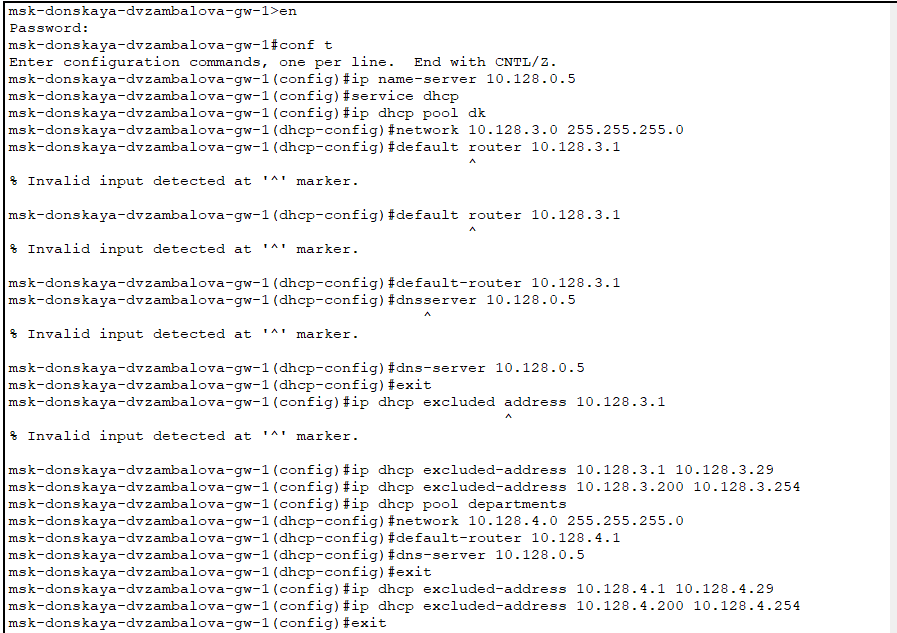 msk-donskaya-dvzambalova-gw-1>en
Password:
msk-donskaya-dvzambalova-gw-1#conf t
Enter configuration commands, one per line.  End with CNTL/Z.
msk-donskaya-dvzambalova-gw-1(config)#ip name-server 10.128.0.5
msk-donskaya-dvzambalova-gw-1(config)#service dhcp
msk-donskaya-dvzambalova-gw-1(config)#ip dhcp pool dk
msk-donskaya-dvzambalova-gw-1(dhcp-config)#network 10.128.3.0 255.255.255.0
msk-donskaya-dvzambalova-gw-1(dhcp-config)#default router 10.128.3.1
^
% Invalid input detected at '^' marker.
msk-donskaya-dvzambalova-gw-1(dhcp-config)#default router 10.128.3.1
^
% Invalid input detected at '^' marker.
msk-donskaya-dvzambalova-gw-1(dhcp-config)#default-router 10.128.3.1
msk-donskaya-dvzambalova-gw-1(dhcp-config)#dnsserver 10.128.0.5
^
% Invalid input detected at '^' marker.
msk-donskaya-dvzambalova-gw-1(dhcp-config)#dns-server 10.128.0.5
msk-donskaya-dvzambalova-gw-1(dhcp-config)#exit
msk-donskaya-dvzambalova-gw-1(config)#ip dhcp excluded address 10.128.3.1
^
% Invalid input detected at '^' marker.
msk-donskaya-dvzambalova-gw-1(config)#ip dhcp excluded-address 10.128.3.1 10.128.3.29
msk-donskaya-dvzambalova-gw-1(config)#ip dhcp excluded-address 10.128.3.200 10.128.3.254
msk-donskaya-dvzambalova-gw-1(config)#ip dhcp pool departments
msk-donskaya-dvzambalova-gw-1(dhcp-config)#network 10.128.4.0 255.255.255.0
msk-donskaya-dvzambalova-gw-1(dhcp-config)#default-router 10.128.4.1
msk-donskaya-dvzambalova-gw-1(dhcp-config)#dns-server 10.128.0.5
msk-donskaya-dvzambalova-gw-1(dhcp-config)#exit
msk-donskaya-dvzambalova-gw-1(config)#ip dhcp excluded-address 10.128.4.1 10.128.4.29
msk-donskaya-dvzambalova-gw-1(config)#ip dhcp excluded-address 10.128.4.200 10.128.4.254
msk-donskaya-dvzambalova-gw-1(config)#exit